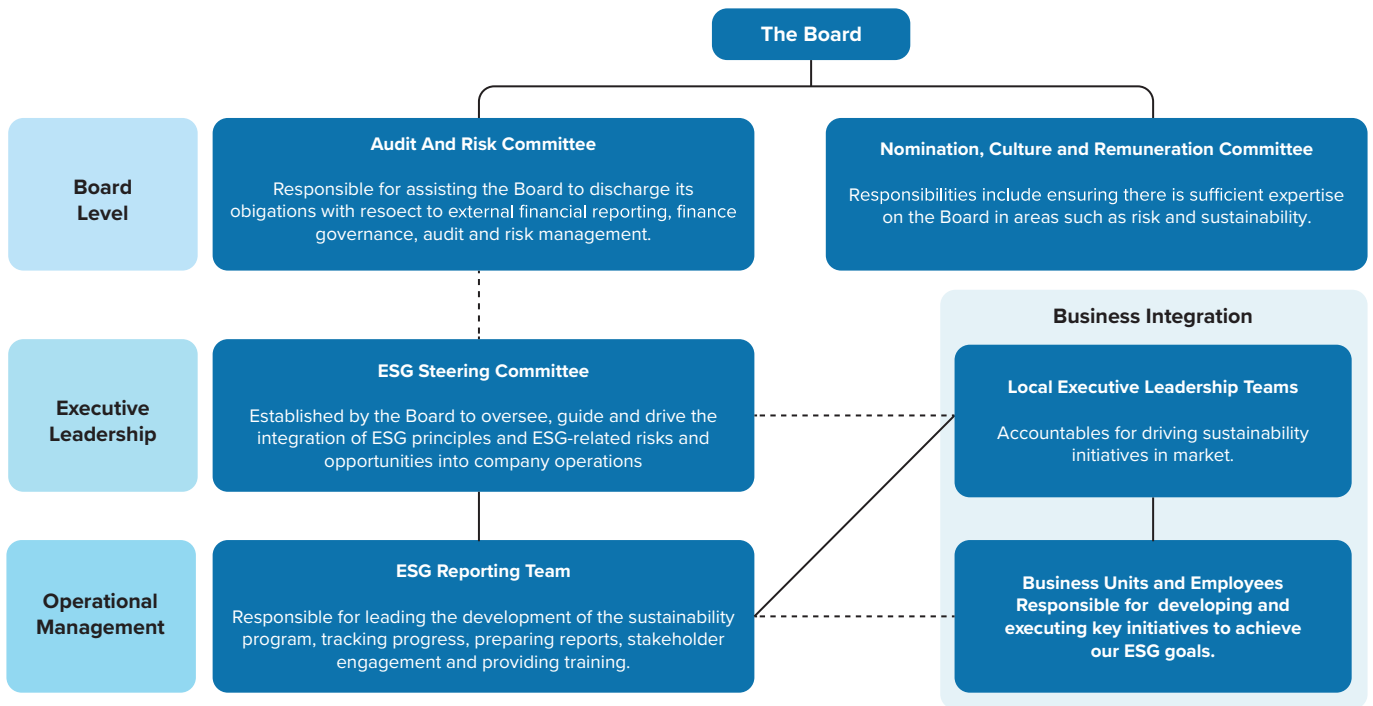 The Board
Board
Level
Audit And Risk Committee
Responsible for assisting the Board to discharge its
obigations with resoect to external financial reporting, finance
governance, audit and risk management.
Nomination, Culture and Remuneration Committee
Responsibilities include ensuring there is sufficient expertise
on the Board in areas such as risk and sustainability.
Executive
Leadership
ESG Steering Committee
Established by the Board to oversee, guide and drive the
integration of ESG principles and ESG-related risks and
opportunities into company operations
Business Integration
Local Executive Leadership Teams
Accountables for driving sustainability
initiatives in market.
Operational
Management
ESG Reporting Team
Responsible for leading the development of the sustainability
program, tracking progress, preparing reports, stakeholder
engagement and providing training.
Business Units and Employees
Responsible for developing and
executing key initiatives to achieve
our ESG goals.